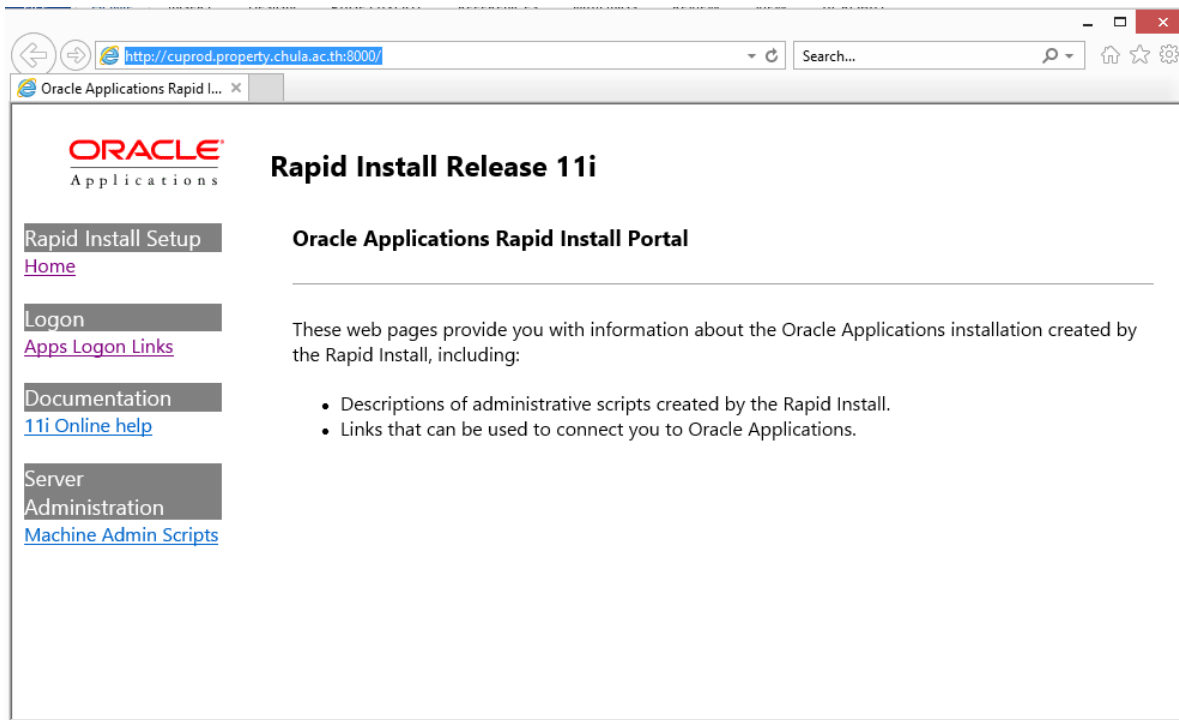 http://cuprod.property.chula.ac.th:8000/
Search...
Oracle Applications Rapid I...
ORACLE
Applications
Rapid Install Release 11i
Rapid Install Setup
Home
Logon
Apps Logon Links
Documentation
11i Online help
Server
Administration
Machine Admin Scripts
Oracle Applications Rapid Install Portal
These web pages provide you with information about the Oracle Applications installation created by
the Rapid Install, including:
• Descriptions of administrative scripts created by the Rapid Install.
• Links that can be used to connect you to Oracle Applications.